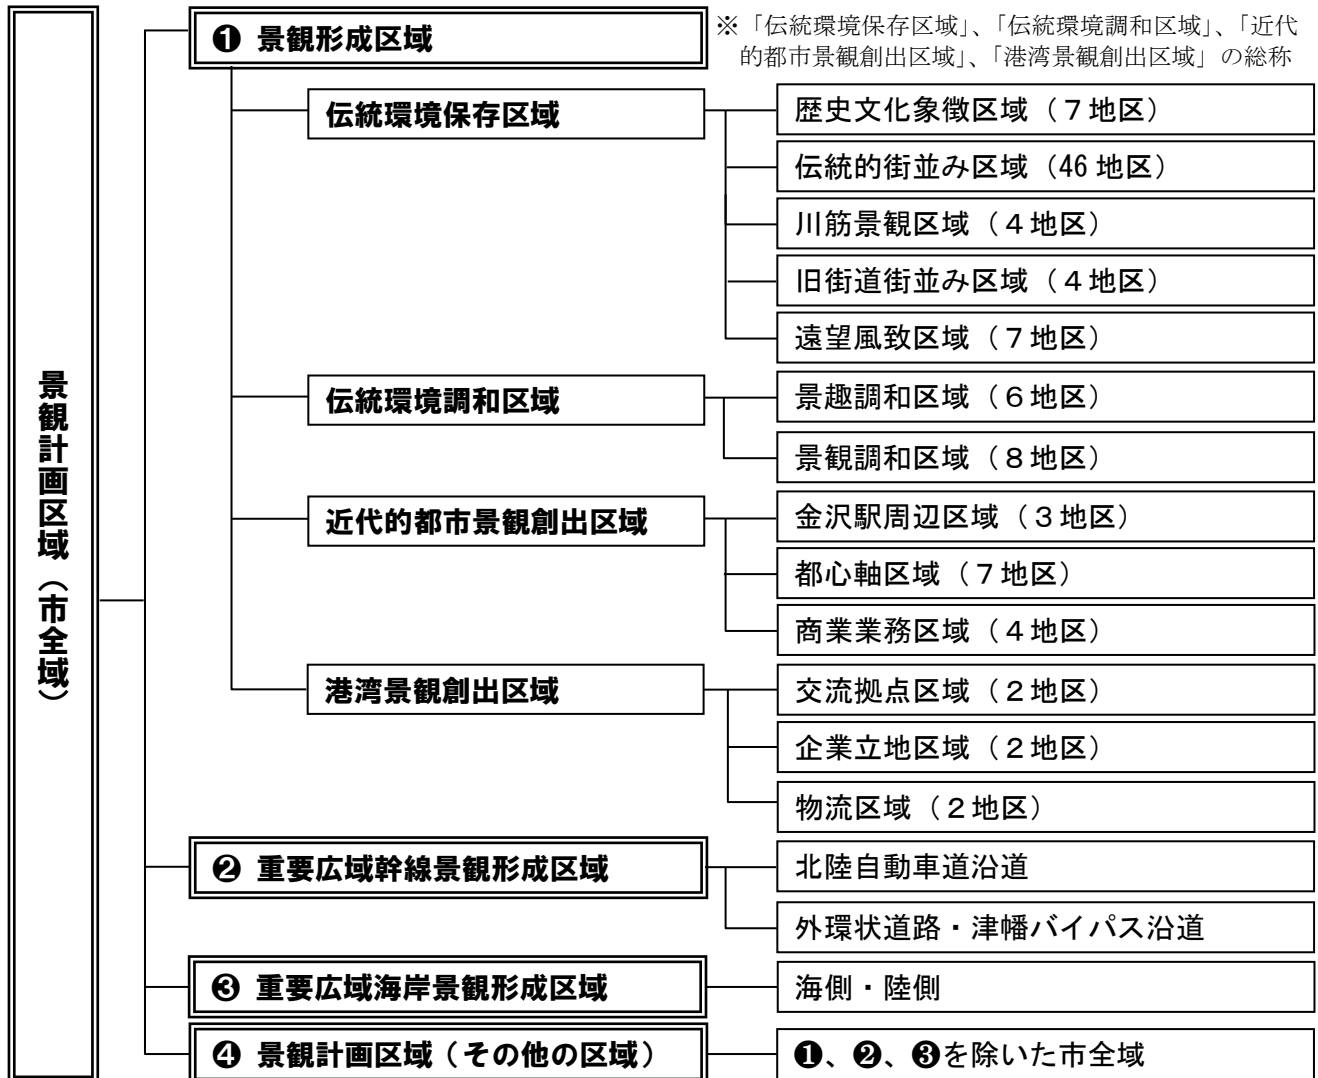 景観計画区域（市全域）
❶ 景観形成区域
※「伝統環境保存区域」、「伝統環境調和区域」、「近代
的都市景観創出区域」、「港湾景観創出区域」の総称
伝統環境保存区域
歴史文化象徴区域（７地区）
伝統的街並み区域（46 地区）
川筋景観区域（４地区）
旧街道街並み区域（４地区）
遠望風致区域（７地区）
伝統環境調和区域
景趣調和区域（６地区）
景観調和区域（８地区）
近代的都市景観創出区域
金沢駅周辺区域（３地区）
都心軸区域（７地区）
商業業務区域（４地区）
港湾景観創出区域
交流拠点区域（２地区）
企業立地区域（２地区）
物流区域（２地区）
❷ 重要広域幹線景観形成区域
北陸自動車道沿道
外環状道路・津幡バイパス沿道
❸ 重要広域海岸景観形成区域
海側・陸側
❹ 景観計画区域（その他の区域）
❶、❷、❸を除いた市全域